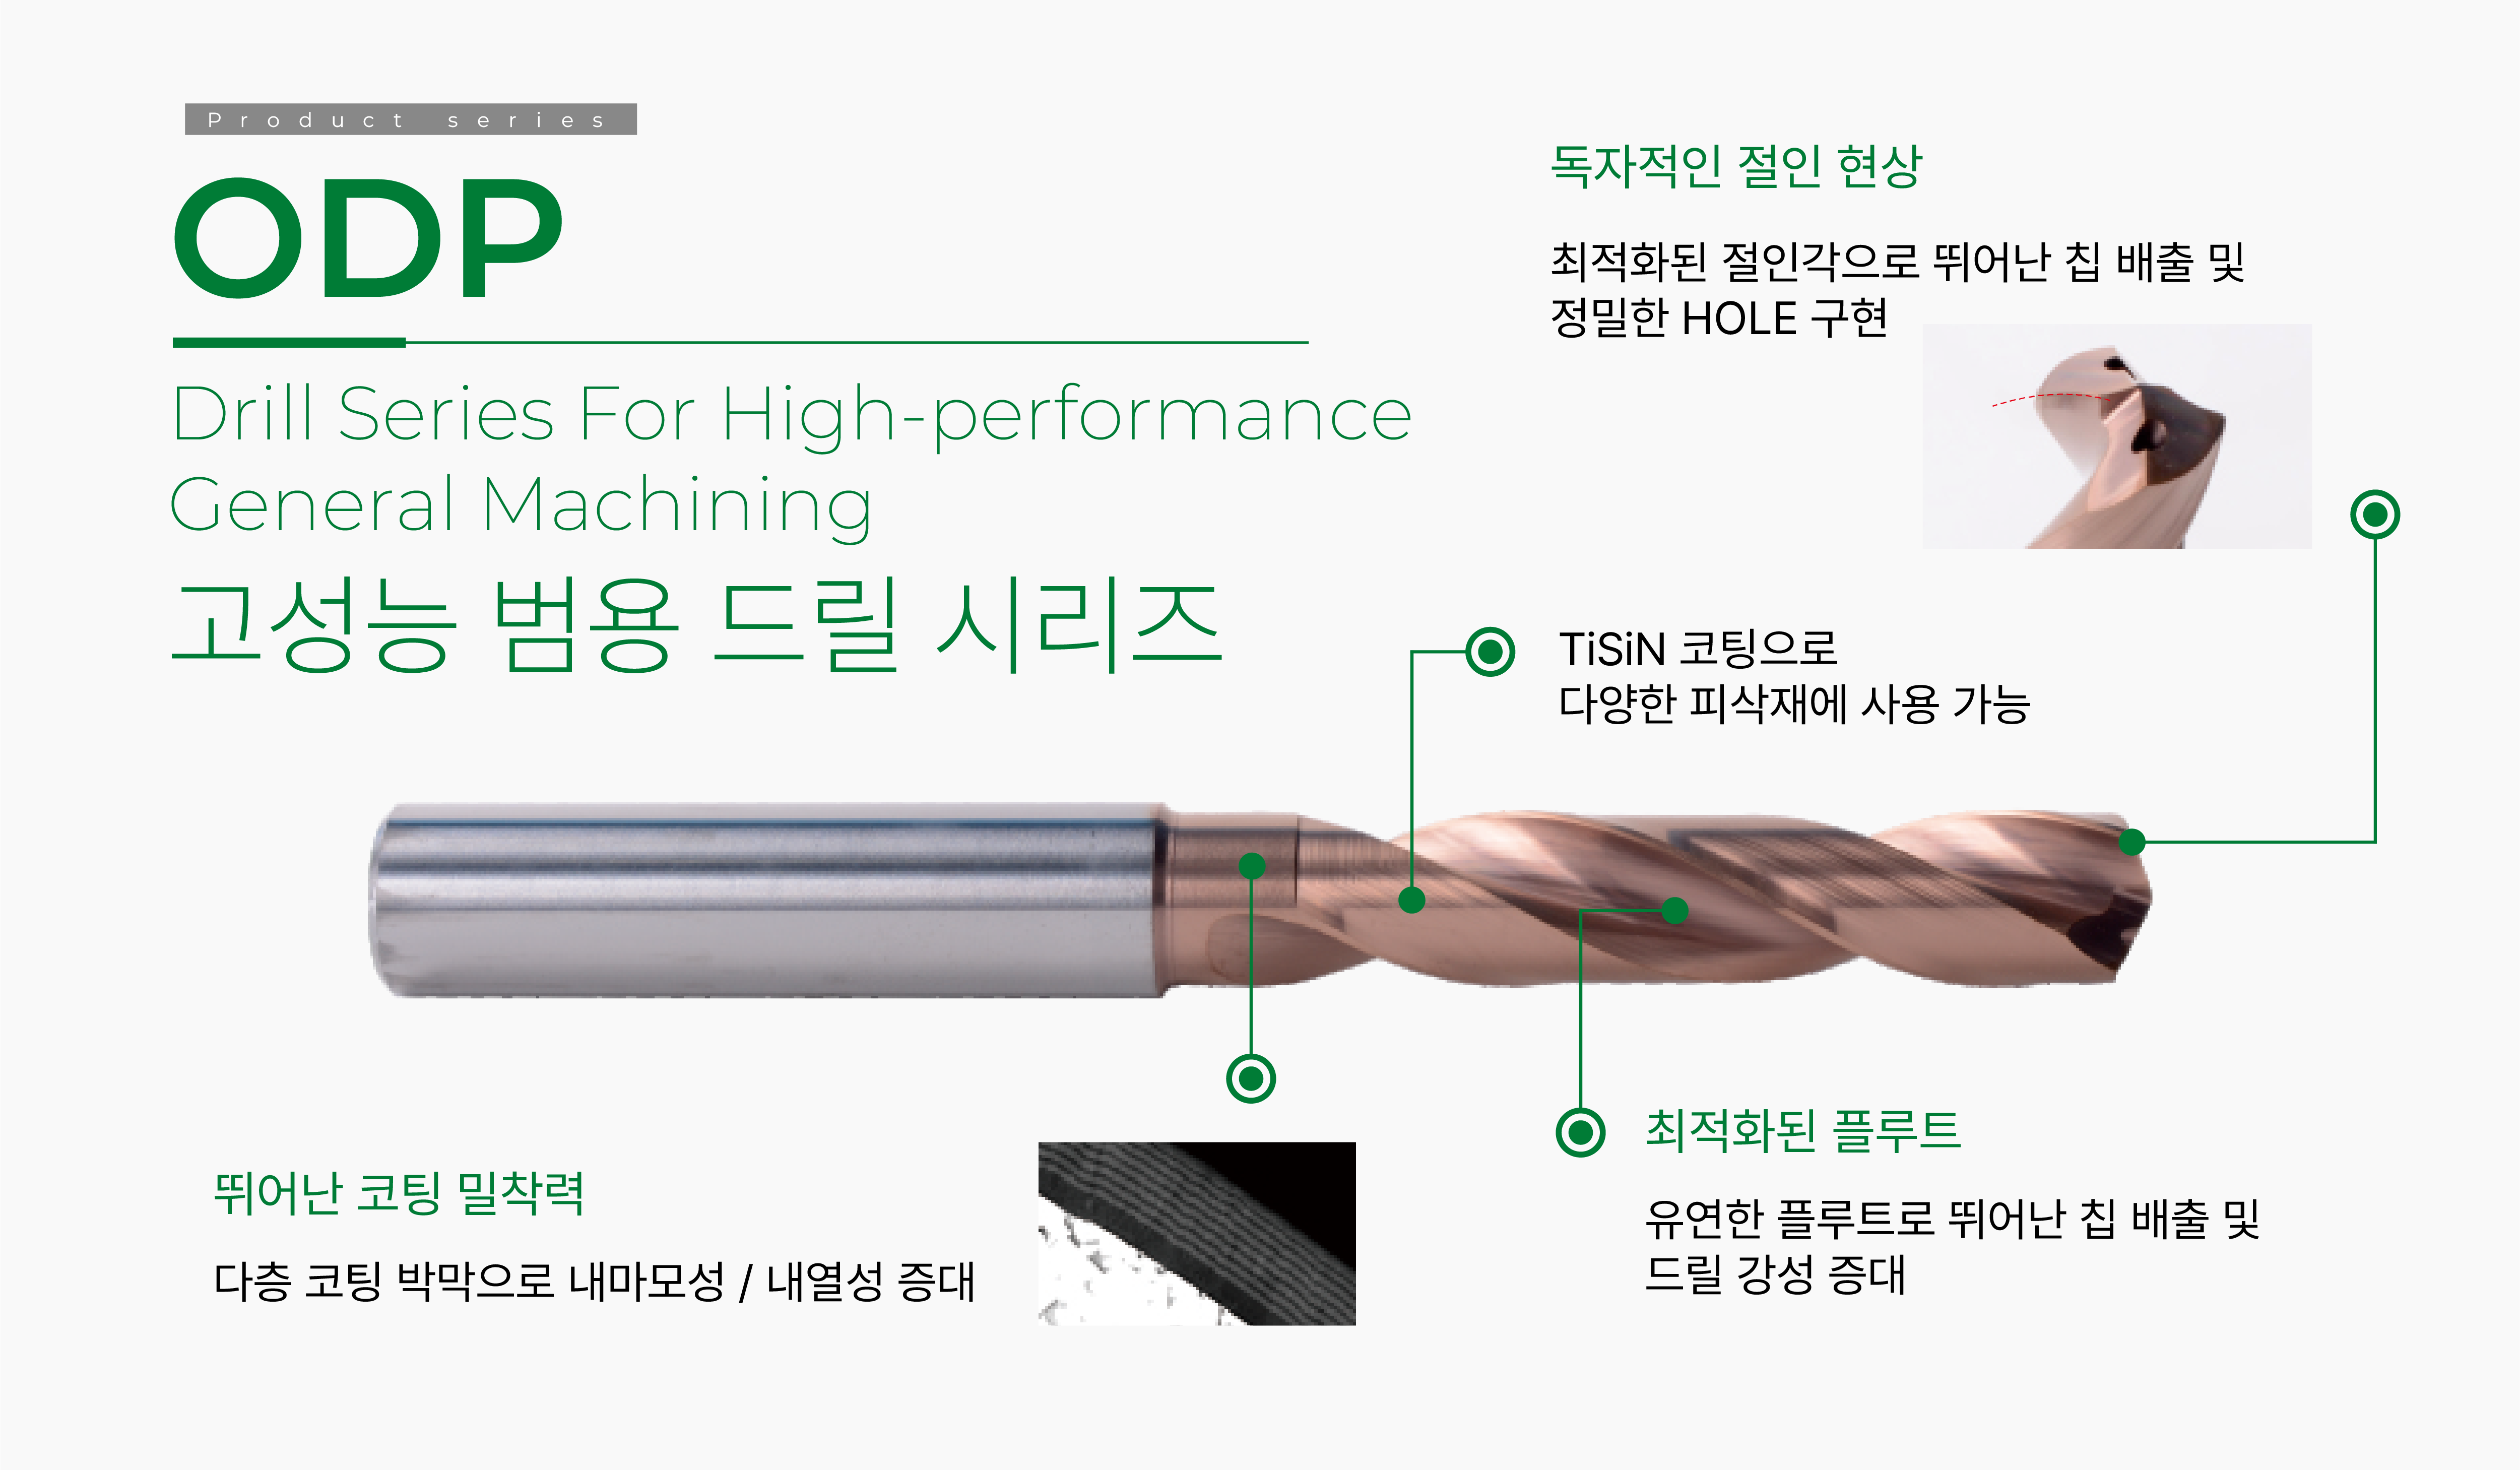 Product series
ODP
Drill Series For High-performance
General Machining
고성능 범용 드릴 시리즈
독자적인 절인 현상
최적화된 절인각으로 뛰어난 칩 배출 및
정밀한 HOLE 구현
TiSiN 코팅으로
다양한 피삭재에 사용 가능
뛰어난 코팅 밀착력
다층 코팅 박막으로 내마모성 / 내열성 증대
최적화된 플루트
유연한 플루트로 뛰어난 칩 배출 및
드릴 강성 증대